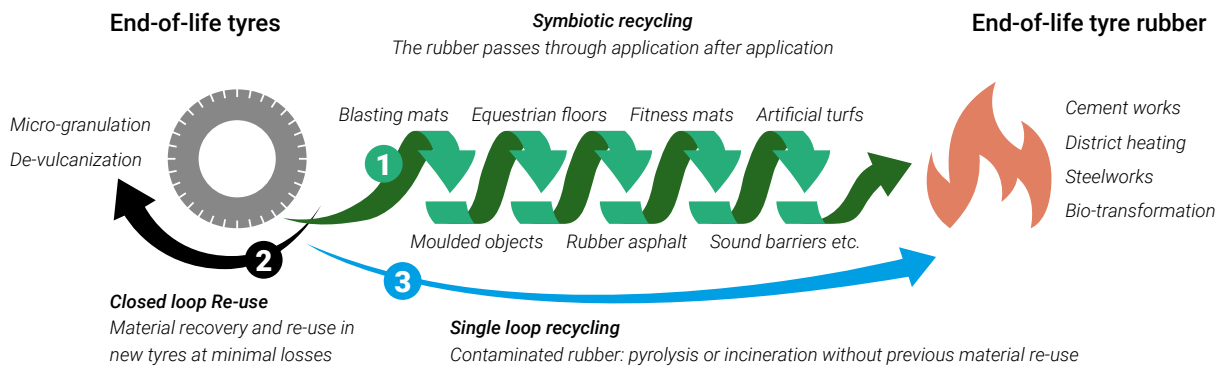 End-of-life tyres
Symbiotic recycling
The rubber passes through application after application
End-of-life tyre rubber
Micro-granulation
De-vulcanization
Blasting mats
Equestrian floors
Fitness mats
Artificial turfs
1
Moulded objects
Rubber asphalt
Sound barriers etc.
Cement works
District heating
Steelworks
Bio-transformation
2
Closed loop Re-use
Material recovery and re-use in
new tyres at minimal losses
3
Single loop recycling
Contaminated rubber: pyrolysis or incineration without previous material re-use